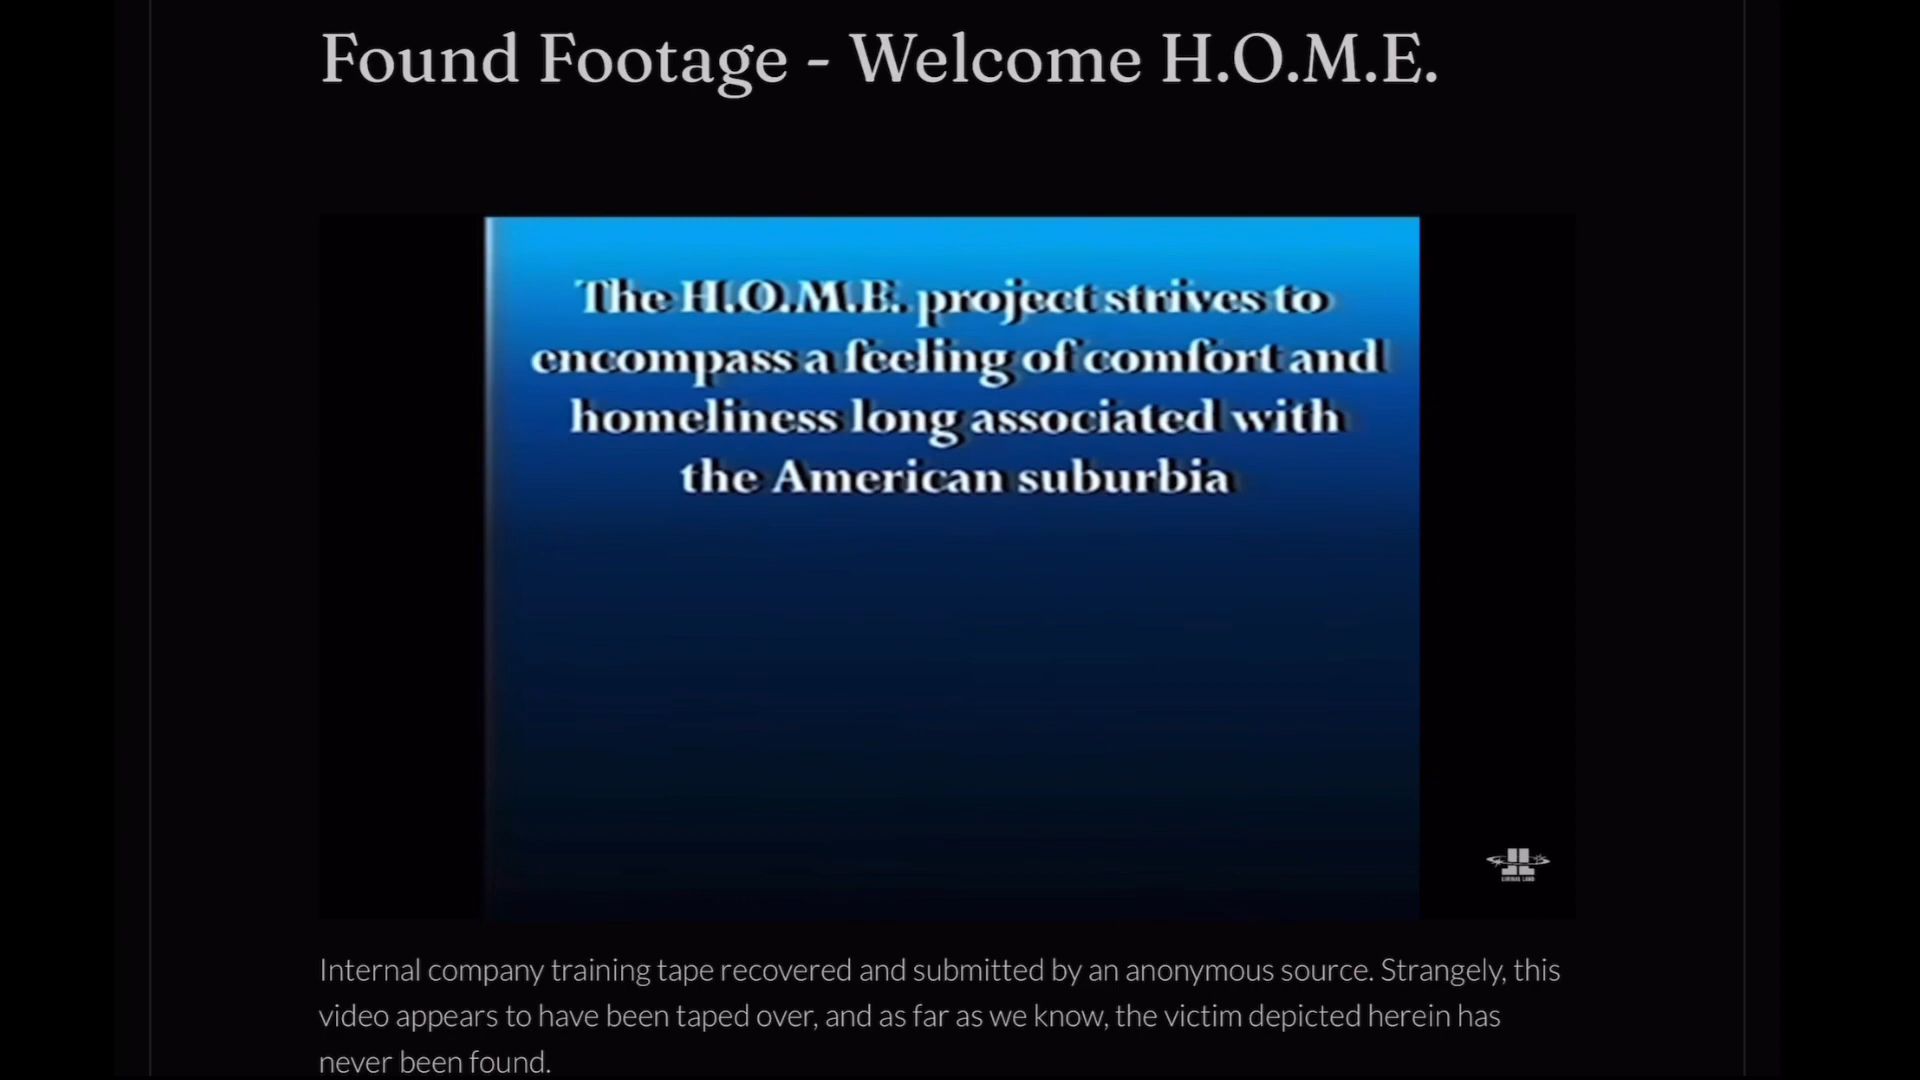 Found Footage - Welcome H.O.M.E.
The H.O.M.E. project strives to
encompass a feeling of comfort and
homeliness long associated with
the American suburbia
Internal company training tape recovered and submitted by an anonymous source. Strangely, this
video appears to have been taped over, and as far as we know, the victim depicted herein has
never been found.